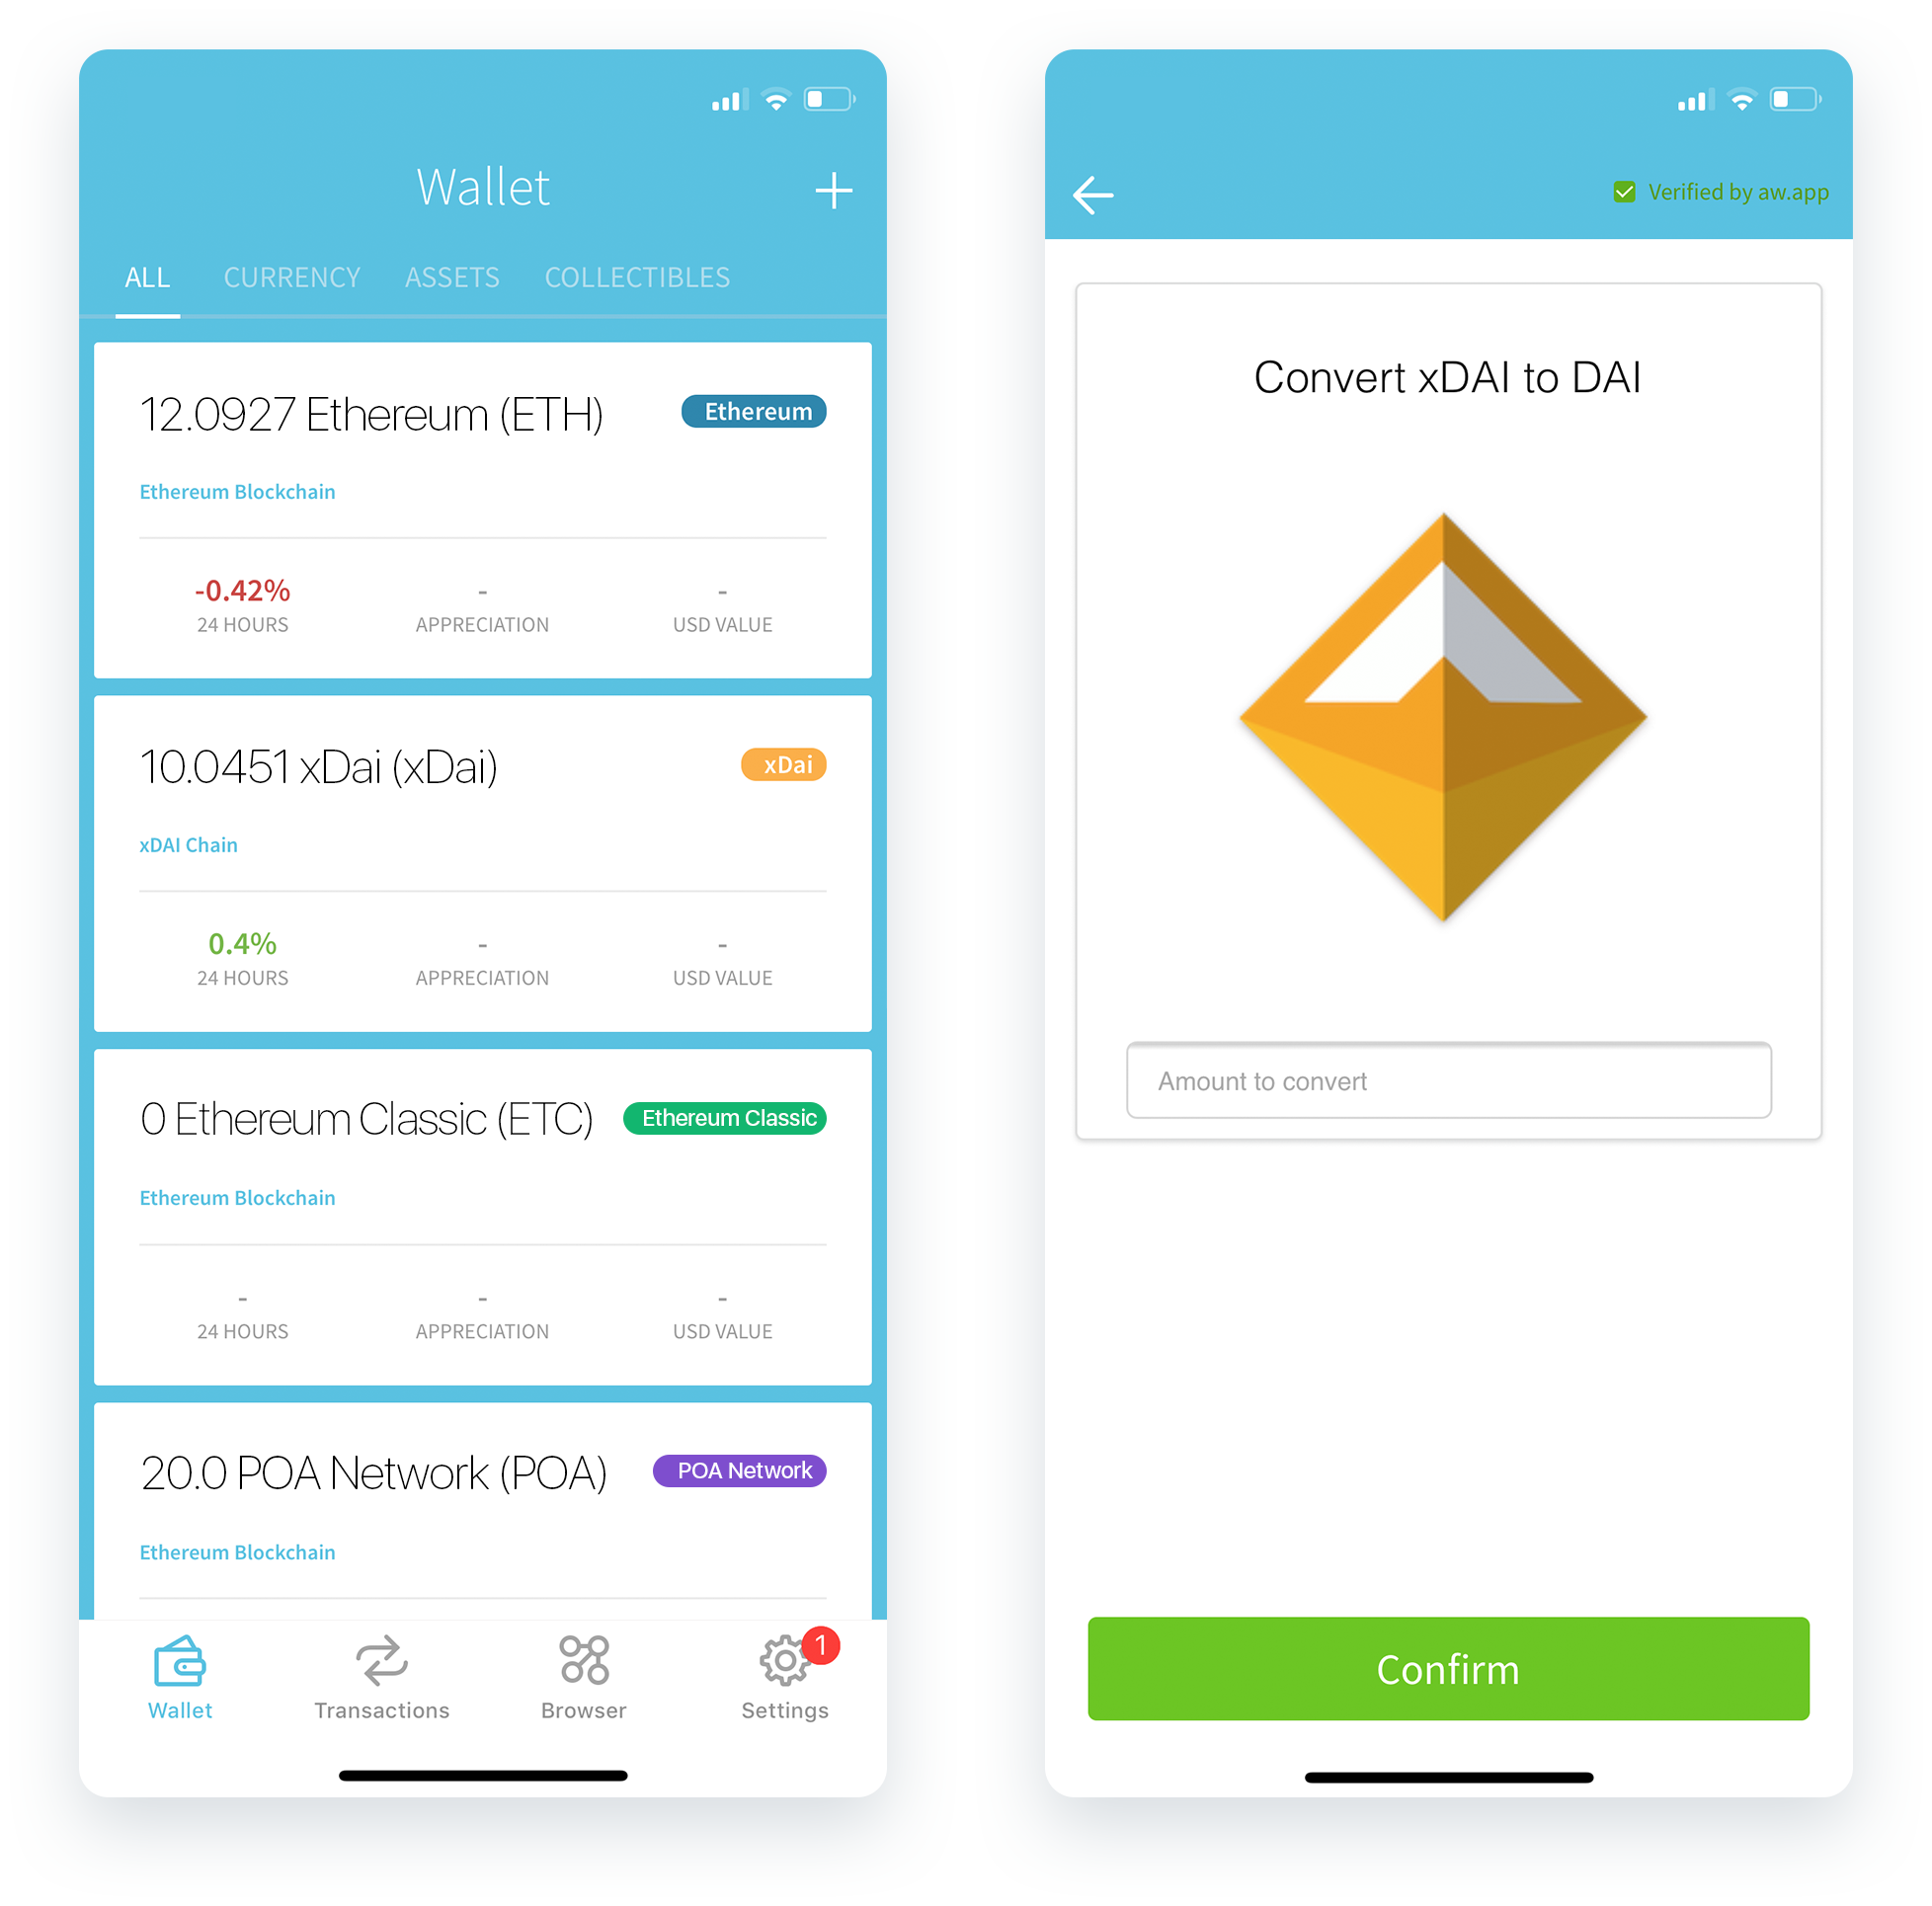 Wallet
ALL CURRENCY ASSETS COLLECTIBLES
12.0927 Ethereum (ETH) Ethereum
Ethereum Blockchain
-0.42% - -
24 HOURS APPRECIATION USD VALUE
10.0451 xDai (xDai) xDai
xDAI Chain
0.4% - -
24 HOURS APPRECIATION USD VALUE
0 Ethereum Classic (ETC) Ethereum Classic
Ethereum Blockchain
- - -
24 HOURS APPRECIATION USD VALUE
20.0 POA Network (POA) POA Network
Ethereum Blockchain
1
Wallet Transactions Browser Settings
Verified by aw.app
Convert xDAI to DAI
Amount to convert
Confirm